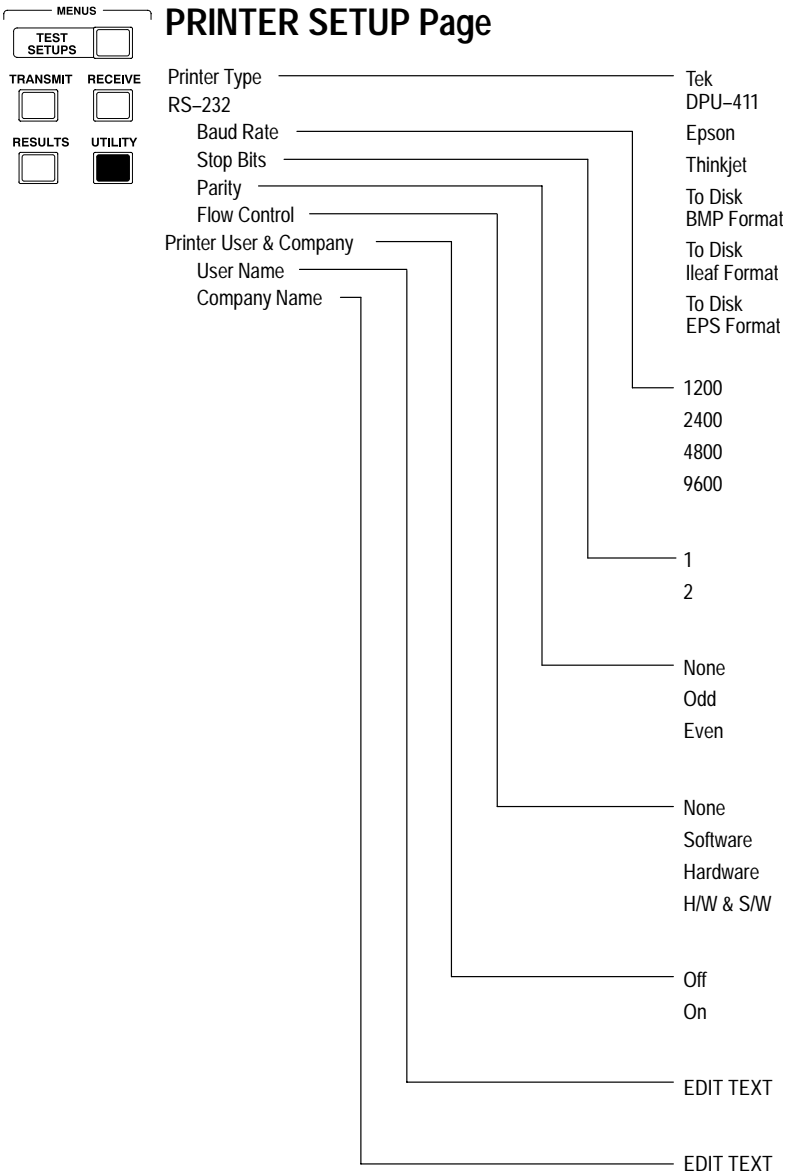 MENUS
TEST
SETUPS
TRANSMIT RECEIVE
RESULTS UTILITY
PRINTER SETUP Page
Printer Type
RS–232
Baud Rate
Stop Bits
Parity
Flow Control
Printer User & Company
User Name
Company Name
Tek
DPU–411
Epson
Thinkjet
To Disk
BMP Format
To Disk
Ileaf Format
To Disk
EPS Format
1200
2400
4800
9600
1
2
None
Odd
Even
None
Software
Hardware
H/W & S/W
Off
On
EDIT TEXT
EDIT TEXT